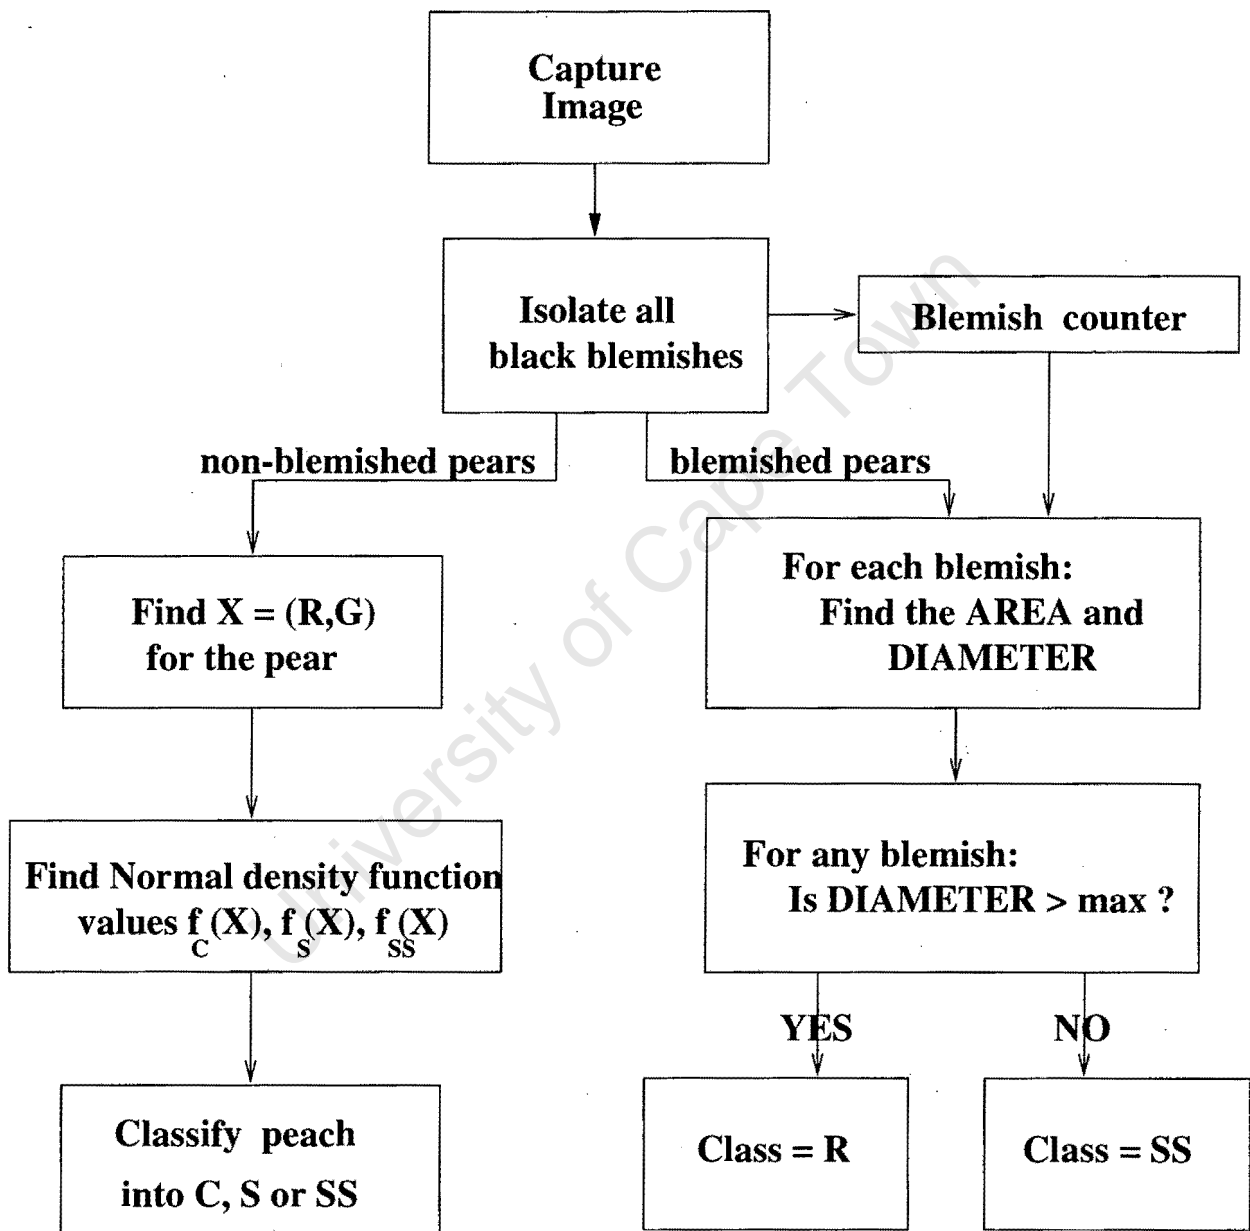 Capture
Image
Isolate all
black blemishes
Blemish counter
non-blemished pears
blemished pears
Find X = (R,G)
for the pear
For each blemish:
Find the AREA and
DIAMETER
Find Normal density function
values f_C(X), f_S(X), f_SS(X)
For any blemish:
Is DIAMETER > max ?
YES
NO
Classify peach
into C, S or SS
Class = R
Class = SS
University of Cape Town